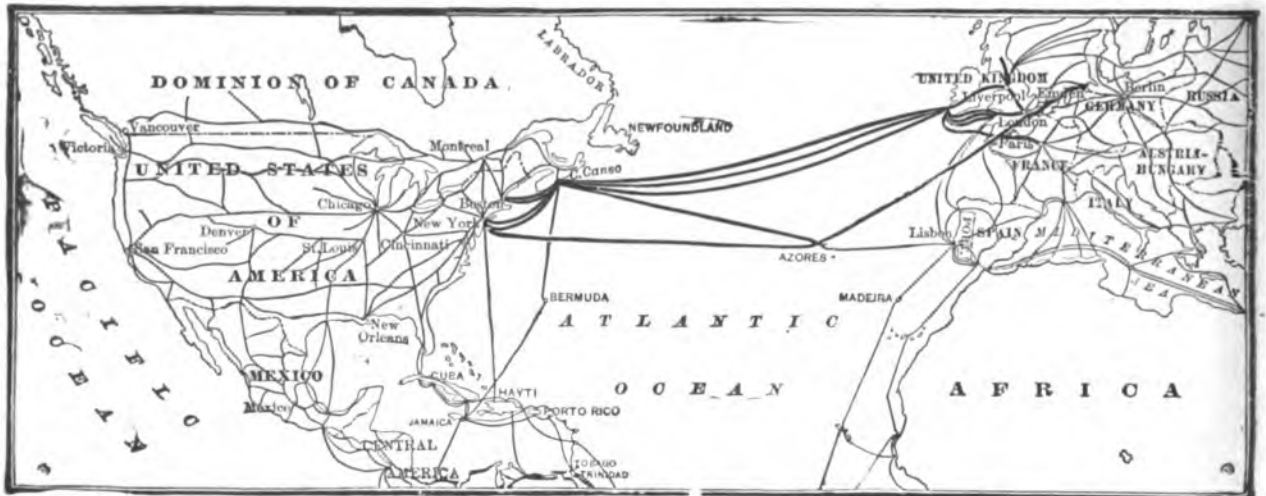 LABRADOR
DOMINION OF CANADA
UNITED KINGDOM
Liverpool
Emden
Berlin
GERMANY
RUSSIA
Vancouver
Victoria
NEWFOUNDLAND
London
Montreal
Paris
FRANCE
UNITED STATES
C. Canso
AUSTRIA-
HUNGARY
Chicago
Boston
New York
ITALY
OF
Denver
St. Louis
Cincinnati
Lisbon
PORT.
SPAIN
San Francisco
AZORES
MEDITERRANEAN
SEA
AMERICA
PACIFIC
OCEAN
BERMUDA
MADEIRA
ATLANTIC
OCEAN
New
Orleans
MEXICO
Mexico
CUBA
HAYTI
JAMAICA
PORTO RICO
AFRICA
CENTRAL
AMERICA
TOBAGO
TRINIDAD